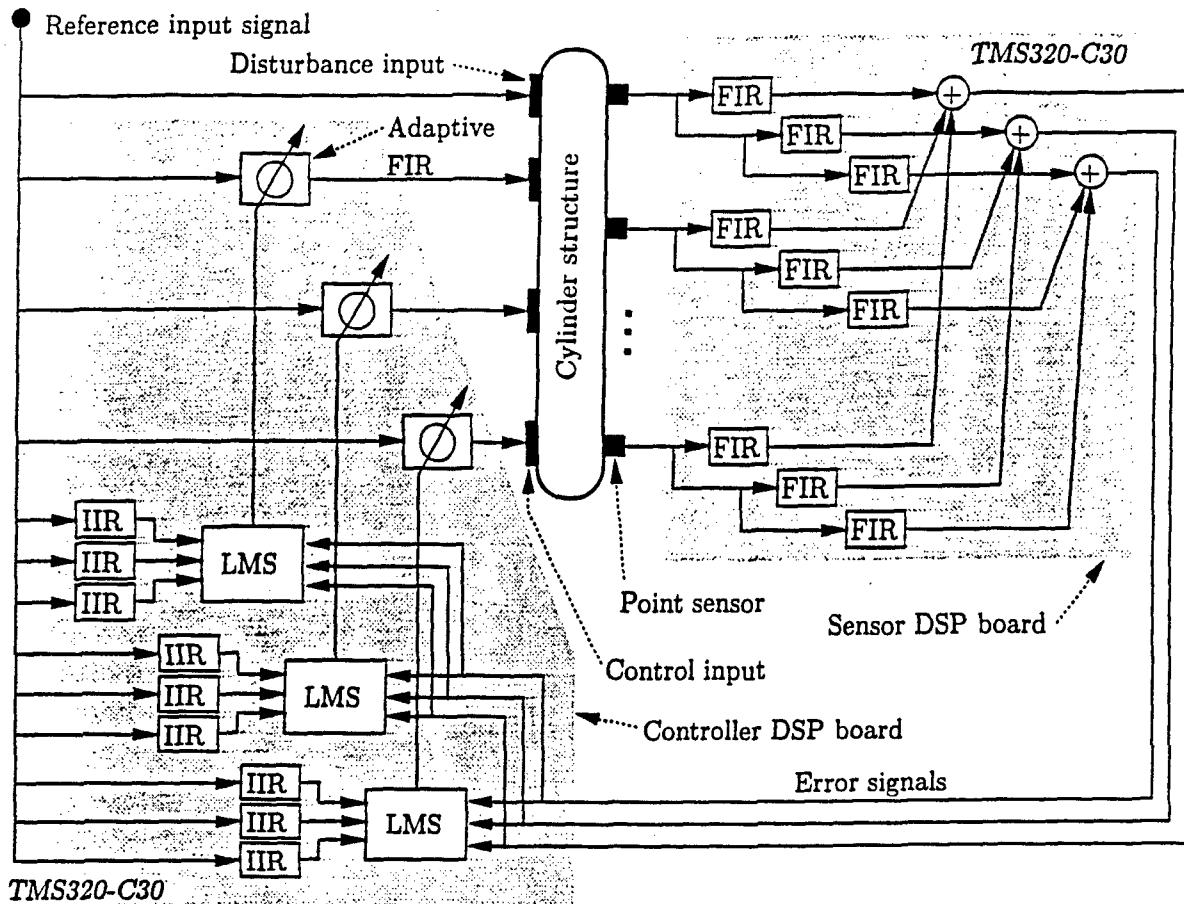 Reference input signal
Disturbance input
TMS320-C30
Adaptive
FIR
FIR
FIR
FIR
+
+
+
FIR
FIR
FIR
Cylinder structure
FIR
FIR
FIR
IIR
IIR
IIR
LMS
Point sensor
Sensor DSP board
IIR
IIR
IIR
LMS
Control input
Controller DSP board
IIR
IIR
IIR
LMS
Error signals
TMS320-C30